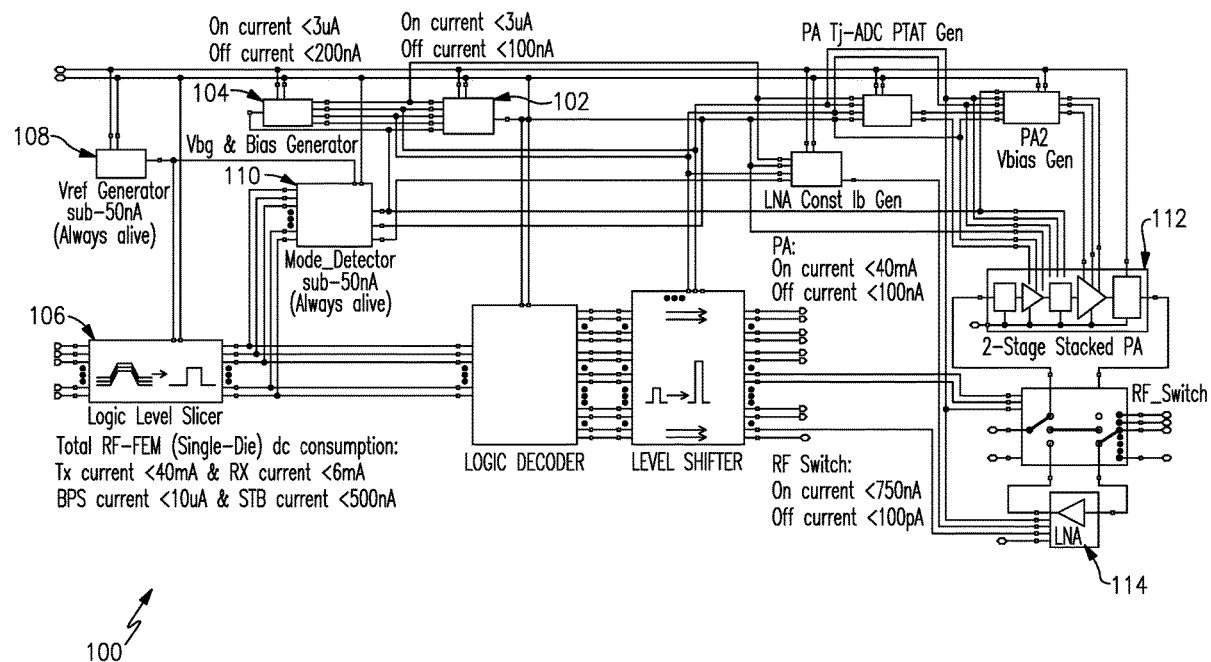 On current <3uA
Off current <200nA
On current <3uA
Off current <100nA
PA Tj-ADC PTAT Gen
104
102
Vbg & Bias Generator
PA2
Vbias Gen
108
Vref Generator
sub-50nA
(Always alive)
110
Mode_Detector
sub-50nA
(Always alive)
LNA Const Ib Gen
112
PA:
On current <40mA
Off current <100nA
2-Stage Stacked PA
106
Logic Level Slicer
LOGIC DECODER
LEVEL SHIFTER
RF_Switch
Total RF-FEM (Single-Die) dc consumption:
Tx current <40mA & RX current <6mA
BPS current <10uA & STB current <500nA
RF Switch:
On current <750nA
Off current <100pA
LNA
114
100